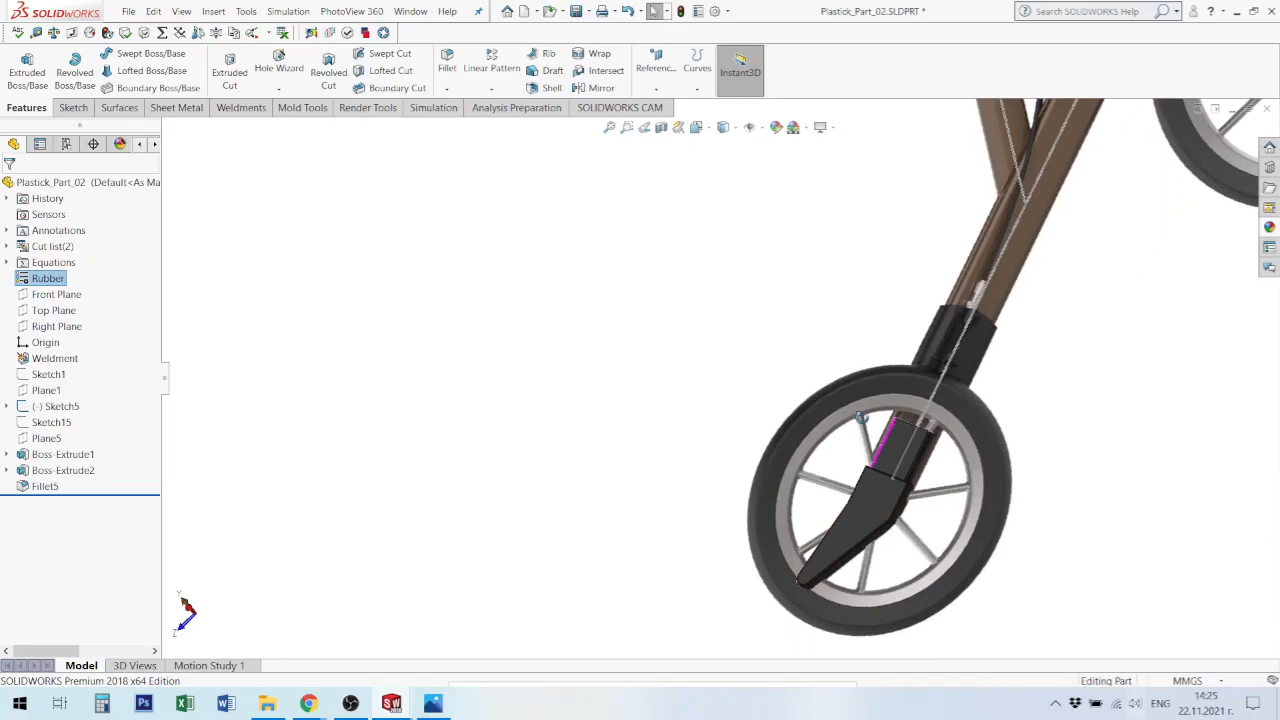 SOLIDWORKS File Edit View Insert Tools Simulation PhotoView 360 Window Help Plastick_Part_02.SLDPRT * Search SOLIDWORKS Help
Extruded Boss/Base
Revolved Boss/Base
Swept Boss/Base
Lofted Boss/Base
Boundary Boss/Base
Extruded Cut
Hole Wizard
Revolved Cut
Swept Cut
Lofted Cut
Boundary Cut
Fillet
Linear Pattern
Rib
Draft
Shell
Wrap
Intersect
Mirror
Referenc...
Curves
Instant3D
Features Sketch Surfaces Sheet Metal Weldments Mold Tools Render Tools Simulation Analysis Preparation SOLIDWORKS CAM
Plastick_Part_02 (Default<As Ma
History
Sensors
Annotations
Cut list(2)
Equations
Rubber
Front Plane
Top Plane
Right Plane
Origin
Weldment
Sketch1
Plane1
(-) Sketch5
Sketch15
Plane5
Boss-Extrude1
Boss-Extrude2
Fillet5
Y
Z
Model 3D Views Motion Study 1
SOLIDWORKS Premium 2018 x64 Edition Editing Part MMGS
ENG 14:25
22.11.2021 г.